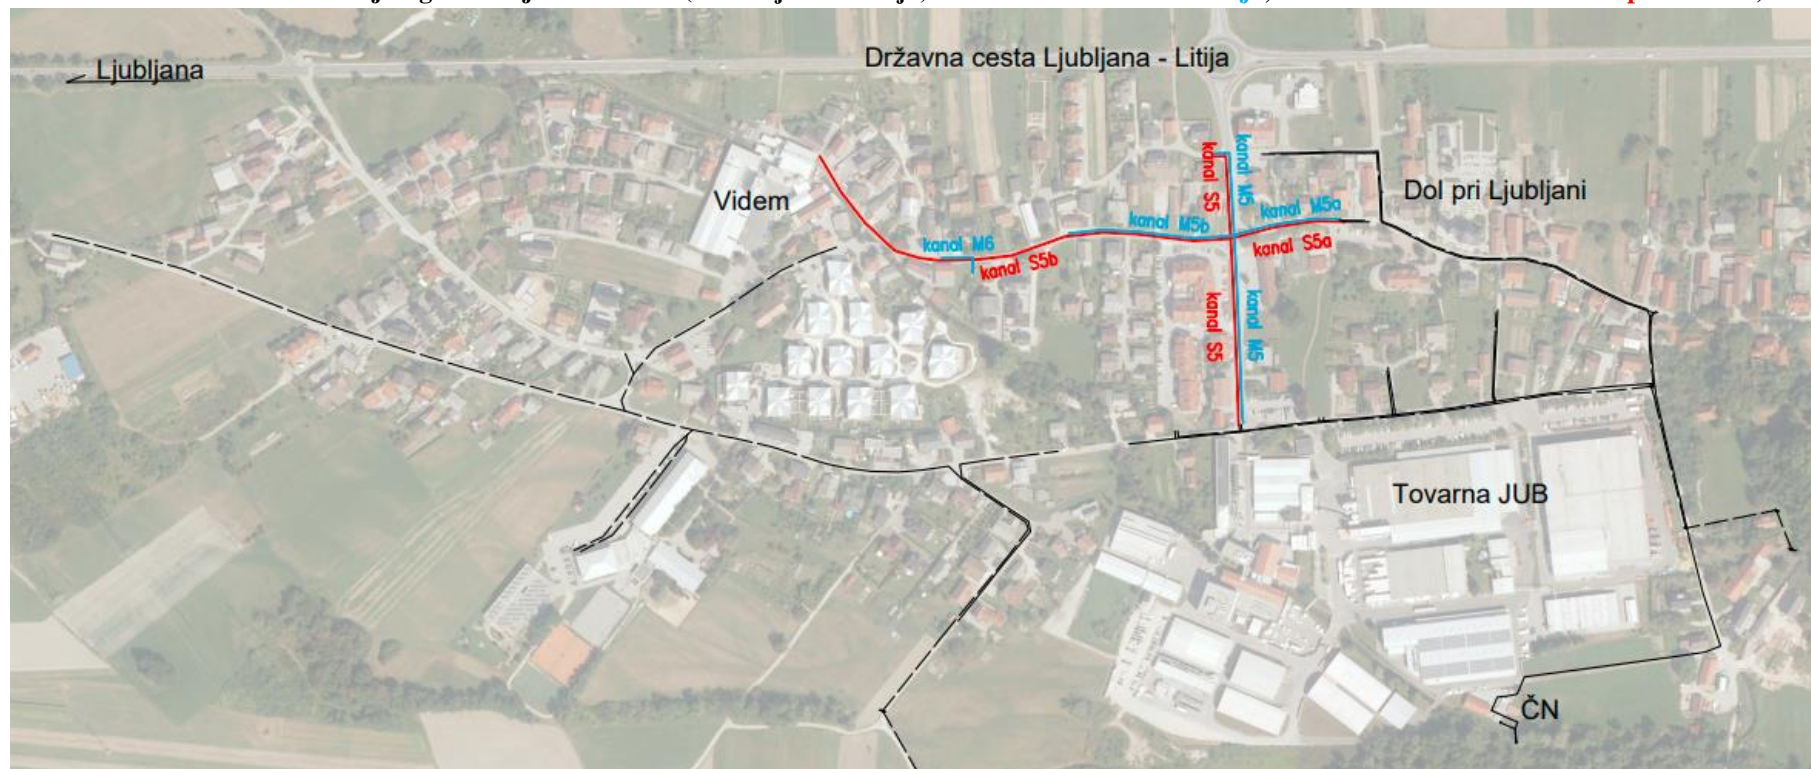 Državna cesta Ljubljana - Litija
Ljubljana
kanal S5
kanal M5
Videm
Dol pri Ljubljani
kanal M5a
kanal M5b
kanal M6
kanal S5a
kanal S5b
kanal S5
kanal M5
Tovarna JUB
ČN